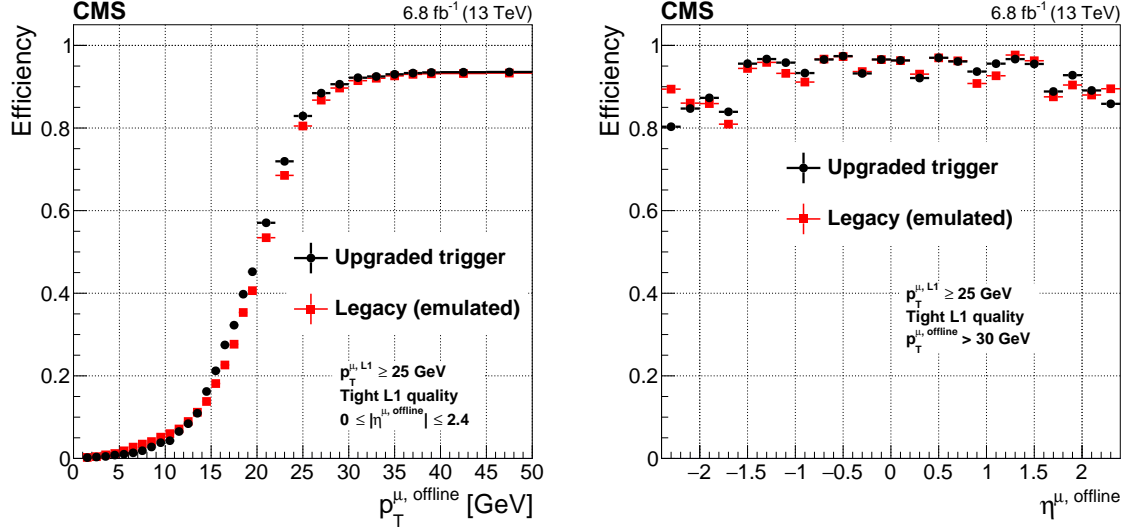 CMS
6.8 fb⁻¹ (13 TeV)
Efficiency
1
0.8
0.6
0.4
0.2
0
Upgraded trigger
Legacy (emulated)
p_T^{μ, L1} ≥ 25 GeV
Tight L1 quality
0 ≤ |η^{μ, offline}| ≤ 2.4
0 5 10 15 20 25 30 35 40 45 50
p_T^{μ, offline} [GeV]
CMS
6.8 fb⁻¹ (13 TeV)
Efficiency
1
0.8
0.6
0.4
0.2
0
Upgraded trigger
Legacy (emulated)
p_T^{μ, L1} ≥ 25 GeV
Tight L1 quality
p_T^{μ, offline} > 30 GeV
−2 −1.5 −1 −0.5 0 0.5 1 1.5 2
η^{μ, offline}